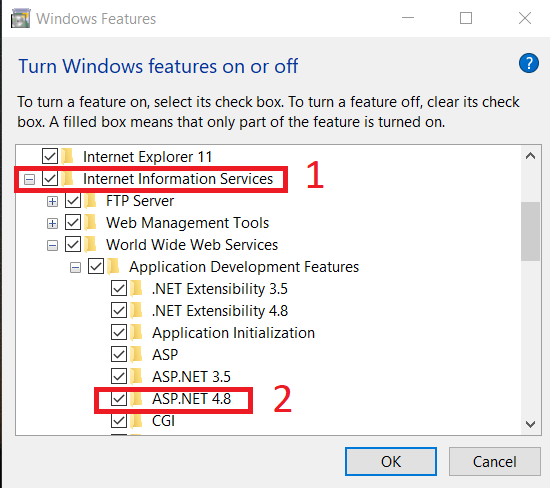 Windows Features
Turn Windows features on or off
?
To turn a feature on, select its check box. To turn a feature off, clear its check
box. A filled box means that only part of the feature is turned on.
Internet Explorer 11
Internet Information Services
1
FTP Server
Web Management Tools
World Wide Web Services
Application Development Features
.NET Extensibility 3.5
.NET Extensibility 4.8
Application Initialization
ASP
ASP.NET 3.5
ASP.NET 4.8
2
CGI
OK
Cancel